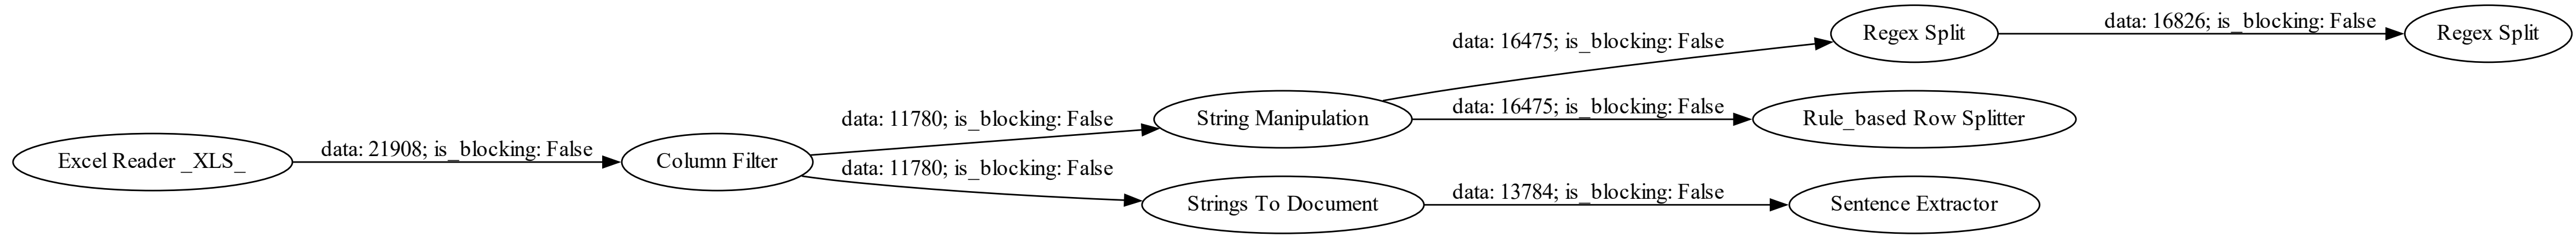 data: 16475; is_blocking: False
Regex Split
data: 16826; is_blocking: False
Regex Split
data: 11780; is_blocking: False
String Manipulation
data: 16475; is_blocking: False
Rule_based Row Splitter
Excel Reader _XLS_
data: 21908; is_blocking: False
Column Filter
data: 11780; is_blocking: False
Strings To Document
data: 13784; is_blocking: False
Sentence Extractor